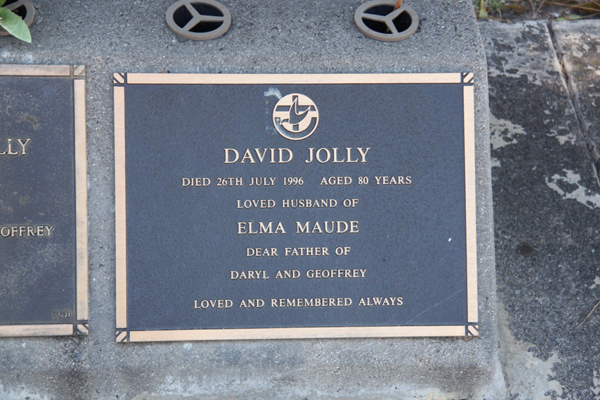 LLY
OFFREY
DAVID JOLLY
DIED 26TH JULY 1996 AGED 80 YEARS
LOVED HUSBAND OF
ELMA MAUDE
DEAR FATHER OF
DARYL AND GEOFFREY
LOVED AND REMEMBERED ALWAYS